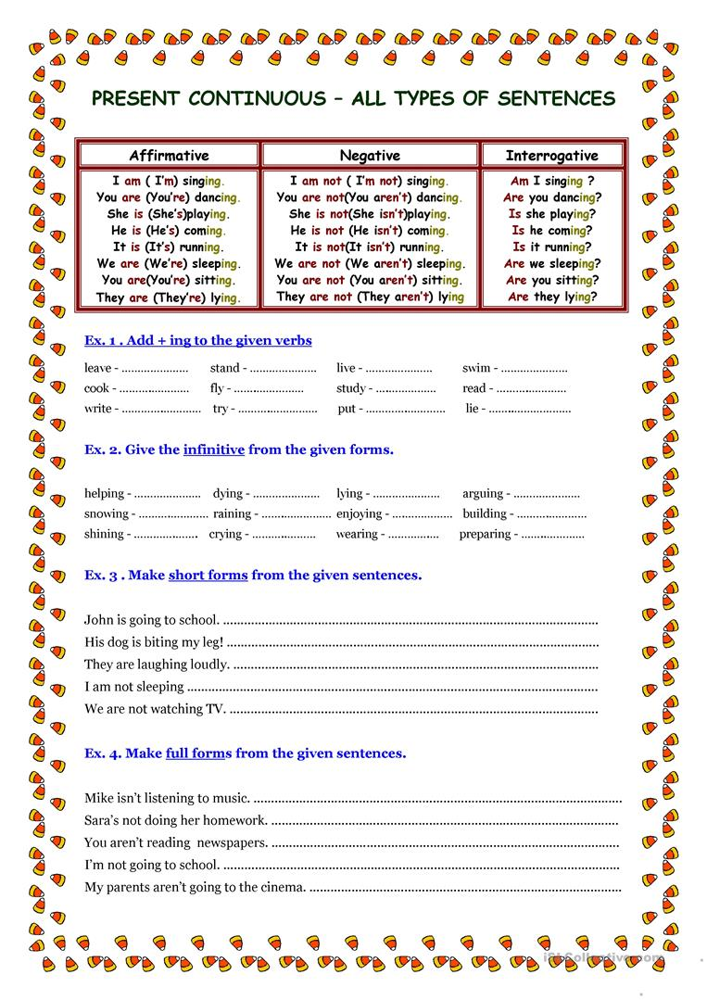 PRESENT CONTINUOUS – ALL TYPES OF SENTENCES
Affirmative Negative Interrogative
I am ( I’m) singing. I am not ( I’m not) singing. Am I singing ?
You are (You’re) dancing. You are not(You aren’t) dancing. Are you dancing?
She is (She’s)playing. She is not(She isn’t)playing. Is she playing?
He is (He’s) coming. He is not (He isn’t) coming. Is he coming?
It is (It’s) running. It is not(It isn’t) running. Is it running?
We are (We’re) sleeping. We are not (We aren’t) sleeping. Are we sleeping?
You are(You’re) sitting. You are not (You aren’t) sitting. Are you sitting?
They are (They’re) lying. They are not (They aren’t) lying Are they lying?
Ex. 1 . Add + ing to the given verbs
leave - ...................... stand - ...................... live - ...................... swim - ......................
cook - ....................... fly - ....................... study - .................... read - .......................
write - ....................... try - .......................... put - .......................... lie - ...........................
Ex. 2. Give the infinitive from the given forms.
helping - ...................... dying - ...................... lying - ...................... arguing - ......................
snowing - ....................... raining - ....................... enjoying - .................... building - .......................
shining - ..................... crying - ..................... wearing - ................. preparing - .....................
Ex. 3 . Make short forms from the given sentences.
John is going to school. ..........................................................................................
His dog is biting my leg! ..........................................................................................
They are laughing loudly. ..........................................................................................
I am not sleeping ..........................................................................................
We are not watching TV. ..........................................................................................
Ex. 4. Make full forms from the given sentences.
Mike isn’t listening to music. ..........................................................................................
Sara’s not doing her homework. ..........................................................................................
You aren’t reading newspapers. ..........................................................................................
I’m not going to school. ..........................................................................................
My parents aren’t going to the cinema. ..........................................................................................
iSLCollective.com